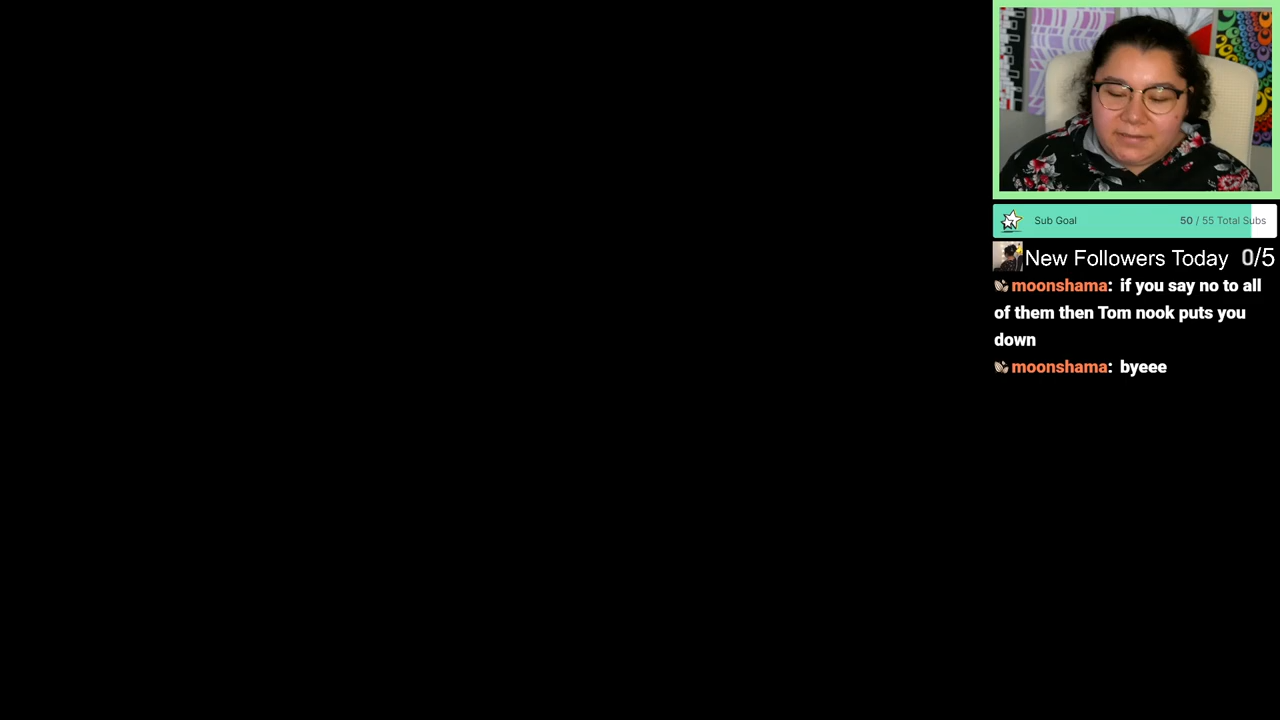 Sub Goal 50 / 55 Total Subs
New Followers Today 0/5
moonshama: if you say no to all
of them then Tom nook puts you
down
moonshama: byeee